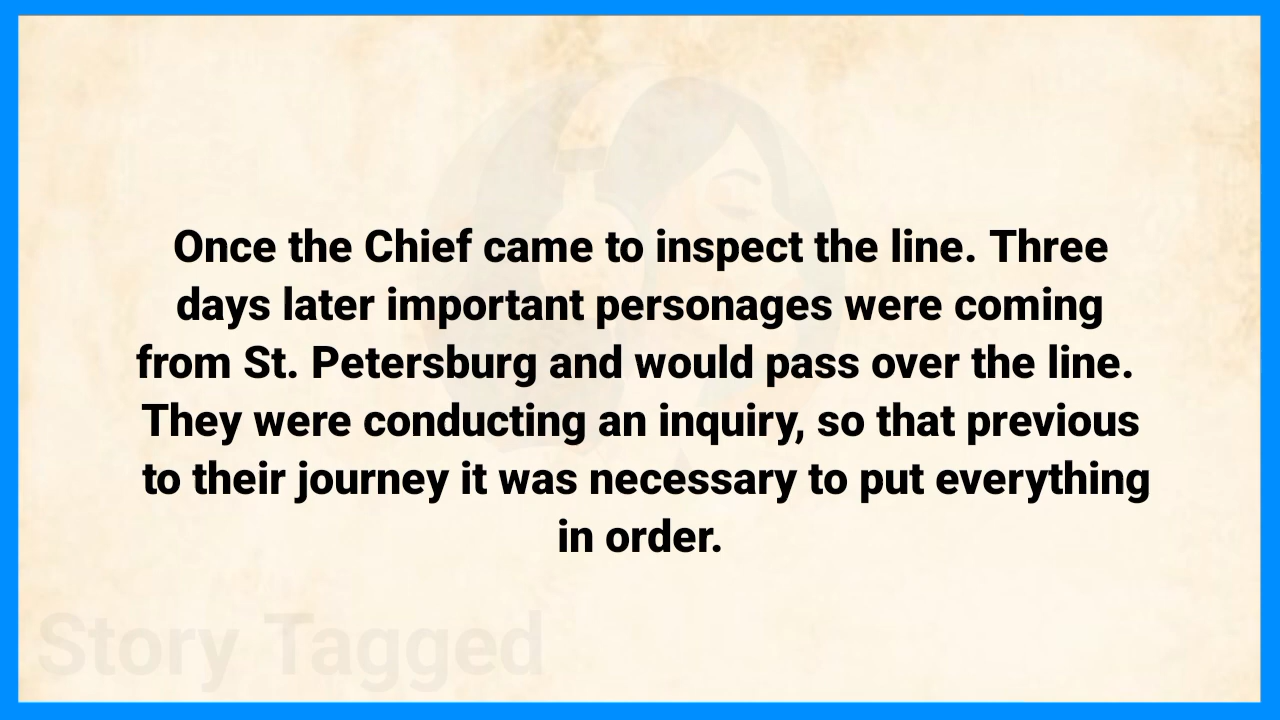 Once the Chief came to inspect the line. Three
days later important personages were coming
from St. Petersburg and would pass over the line.
They were conducting an inquiry, so that previous
to their journey it was necessary to put everything
in order.
Story Tagged